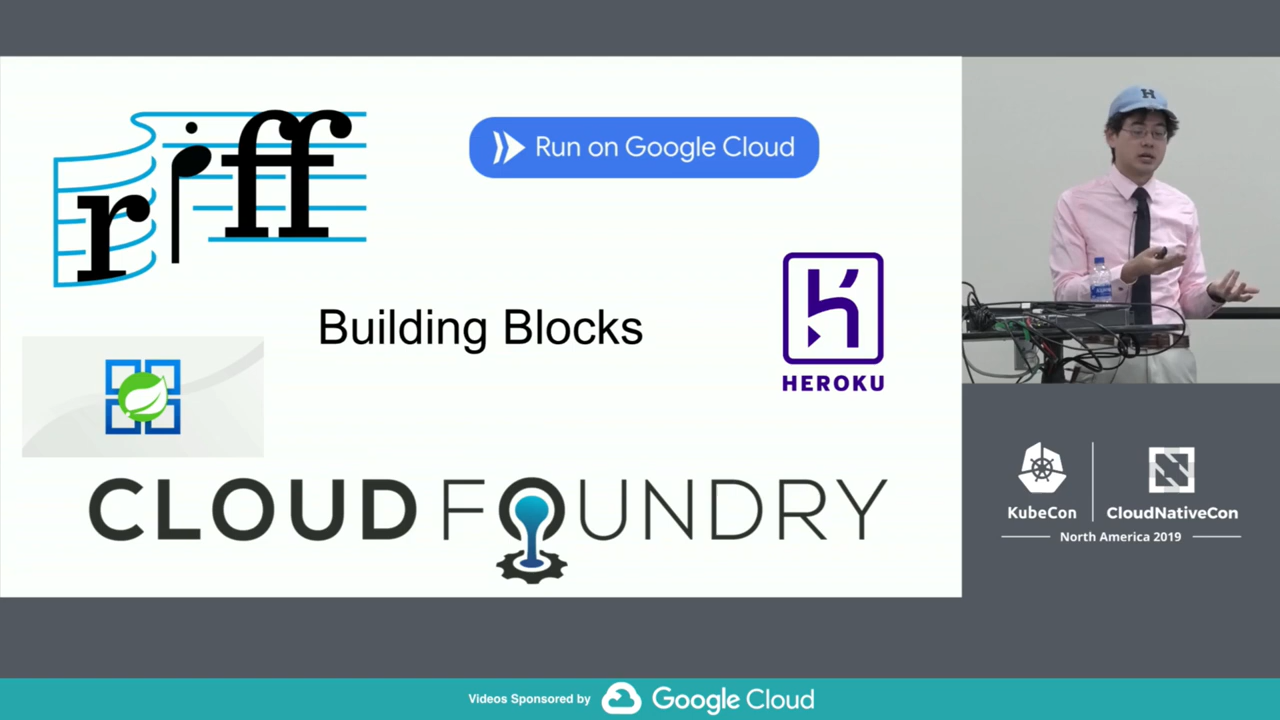 riff
Run on Google Cloud
Building Blocks
HEROKU
CLOUD FOUNDRY
H
KubeCon
CloudNativeCon
North America 2019
Videos Sponsored by Google Cloud